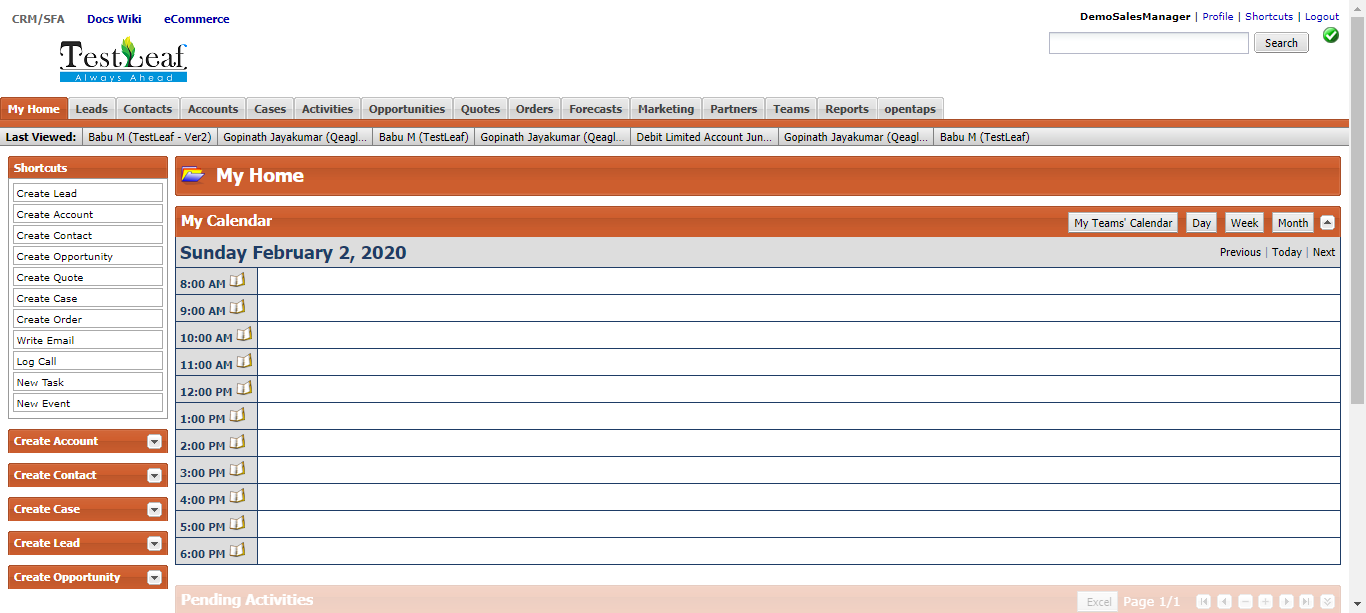 CRM/SFA Docs Wiki eCommerce
DemoSalesManager | Profile | Shortcuts | Logout
Search
TestLeaf
Always Ahead
My Home Leads Contacts Accounts Cases Activities Opportunities Quotes Orders Forecasts Marketing Partners Teams Reports opentaps
Last Viewed: Babu M (TestLeaf - Ver2) Gopinath Jayakumar (Qeagl... Babu M (TestLeaf) Gopinath Jayakumar (Qeagl... Debit Limited Account Jun... Gopinath Jayakumar (Qeagl... Babu M (TestLeaf)
Shortcuts
Create Lead
Create Account
Create Contact
Create Opportunity
Create Quote
Create Case
Create Order
Write Email
Log Call
New Task
New Event
Create Account
Create Contact
Create Case
Create Lead
Create Opportunity
My Home
My Calendar My Teams' Calendar Day Week Month
Sunday February 2, 2020 Previous | Today | Next
8:00 AM
9:00 AM
10:00 AM
11:00 AM
12:00 PM
1:00 PM
2:00 PM
3:00 PM
4:00 PM
5:00 PM
6:00 PM
Pending Activities Excel Page 1/1